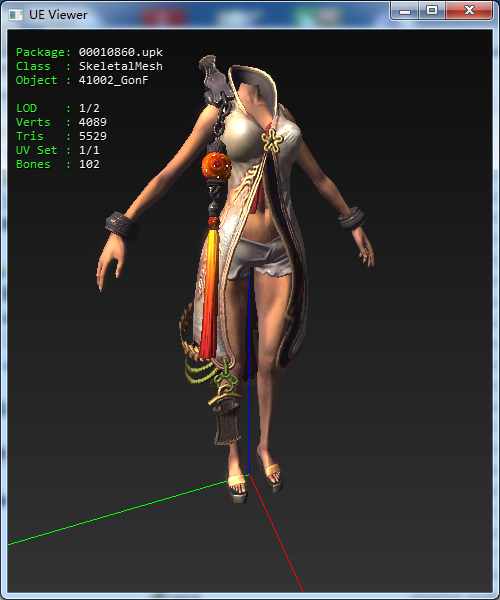 UE Viewer
Package: 00010860.upk
Class : SkeletalMesh
Object : 41002_GonF
LOD : 1/2
Verts : 4089
Tris : 5529
UV Set : 1/1
Bones : 102